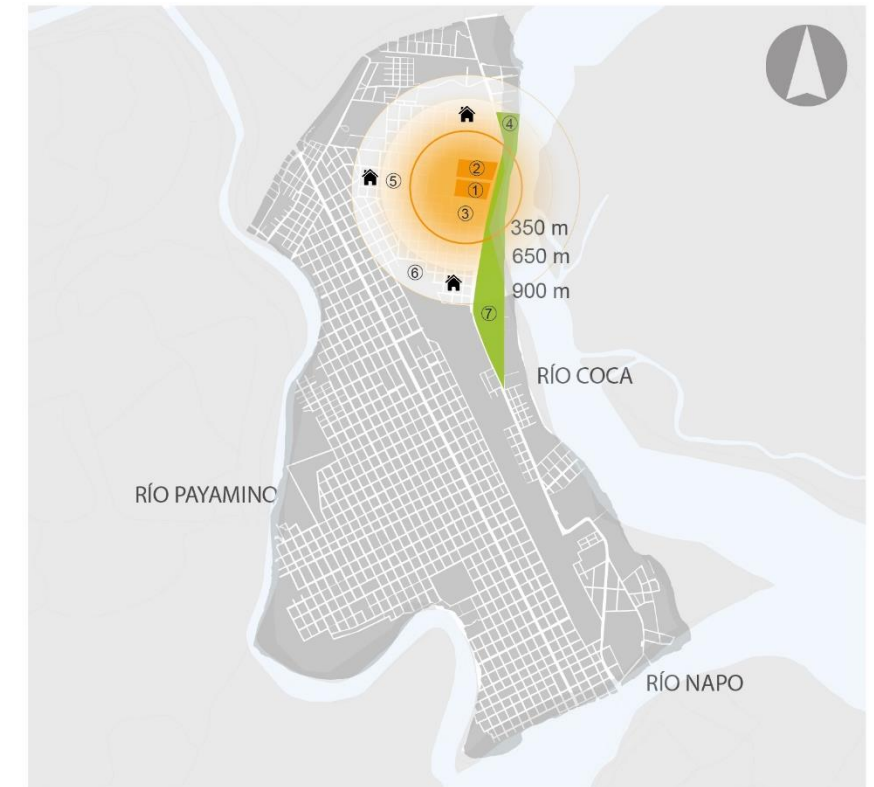 ④
②
⑤
①
③
350 m
650 m
⑥
900 m
⑦
RÍO COCA
RÍO PAYAMINO
RÍO NAPO